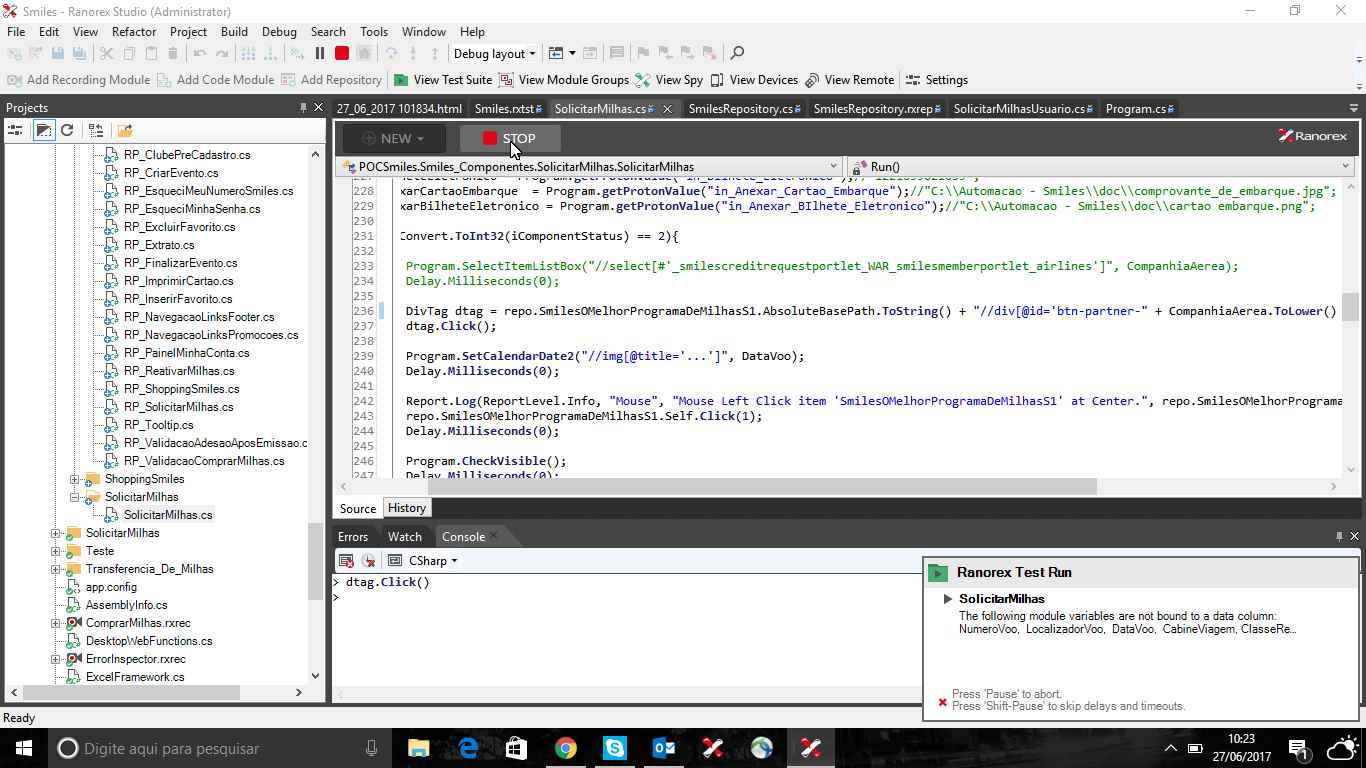 Smiles - Ranorex Studio (Administrator)
File Edit View Refactor Project Build Debug Search Tools Window Help
Debug layout
Add Recording Module Add Code Module Add Repository View Test Suite View Module Groups View Spy View Devices View Remote Settings
Projects
27_06_2017 101834.html Smiles.rxtst SolicitarMilhas.cs SmilesRepository.cs SmilesRepository.rxrep SolicitarMilhasUsuario.cs Program.cs
NEW STOP Ranorex
POCSmiles.Smiles_Componentes.SolicitarMilhas.SolicitarMilhas Run()
RP_ClubePreCadastro.cs
RP_CriarEvento.cs
RP_EsqueciMeuNumeroSmiles.cs
RP_EsqueciMinhaSenha.cs
RP_ExcluirFavorito.cs
RP_Extrato.cs
RP_FinalizarEvento.cs
RP_ImprimirCartao.cs
RP_InserirFavorito.cs
RP_NavegacaoLinksFooter.cs
RP_NavegacaoLinksPromocoes.cs
RP_PainelMinhaConta.cs
RP_ReativarMilhas.cs
RP_ShoppingSmiles.cs
RP_SolicitarMilhas.cs
RP_Tooltip.cs
RP_ValidacaoAdesaoAposEmissao.c
RP_ValidacaoComprarMilhas.cs
ShoppingSmiles
SolicitarMilhas
SolicitarMilhas.cs
SolicitarMilhas
Teste
Transferencia_De_Milhas
app.config
AssemblyInfo.cs
ComprarMilhas.rxrec
DesktopWebFunctions.cs
ErrorInspector.rxrec
ExcelFramework.cs
228 xarCartaoEmbarque = Program.getProtonValue("in_Anexar_Cartao_Embarque");//"C:\\Automacao - Smiles\\doc\\comprovante_de_embarque.jpg";
229 xarBilheteEletronico = Program.getProtonValue("in_Anexar_BIlhete_Eletronico");//"C:\\Automacao - Smiles\\doc\\cartao embarque.png";
230
231 Convert.ToInt32(iComponentStatus) == 2){
232
233 Program.SelectItemListBox("//select[#'_smilescreditrequestportlet_WAR_smilesmemberportlet_airlines']", CompanhiaAerea);
234 Delay.Milliseconds(0);
235
236 DivTag dtag = repo.SmilesOMelhorProgramaDeMilhasS1.AbsoluteBasePath.ToString() + "//div[@id='btn-partner-" + CompanhiaAerea.ToLower()
237 dtag.Click();
238
239 Program.SetCalendarDate2("//img[@title='...']", DataVoo);
240 Delay.Milliseconds(0);
241
242 Report.Log(ReportLevel.Info, "Mouse", "Mouse Left Click item 'SmilesOMelhorProgramaDeMilhasS1' at Center.", repo.SmilesOMelhorPrograma
243 repo.SmilesOMelhorProgramaDeMilhasS1.Self.Click(1);
244 Delay.Milliseconds(0);
245
246 Program.CheckVisible();
247 Delay.Milliseconds(0);
Source History
Errors Watch Console
CSharp
> dtag.Click()
>
Ranorex Test Run
SolicitarMilhas
The following module variables are not bound to a data column:
NumeroVoo, LocalizadorVoo, DataVoo, CabineViagem, ClasseRe...
Press 'Pause' to abort.
Press 'Shift-Pause' to skip delays and timeouts.
Ready
Digite aqui para pesquisar
10:23
27/06/2017
1